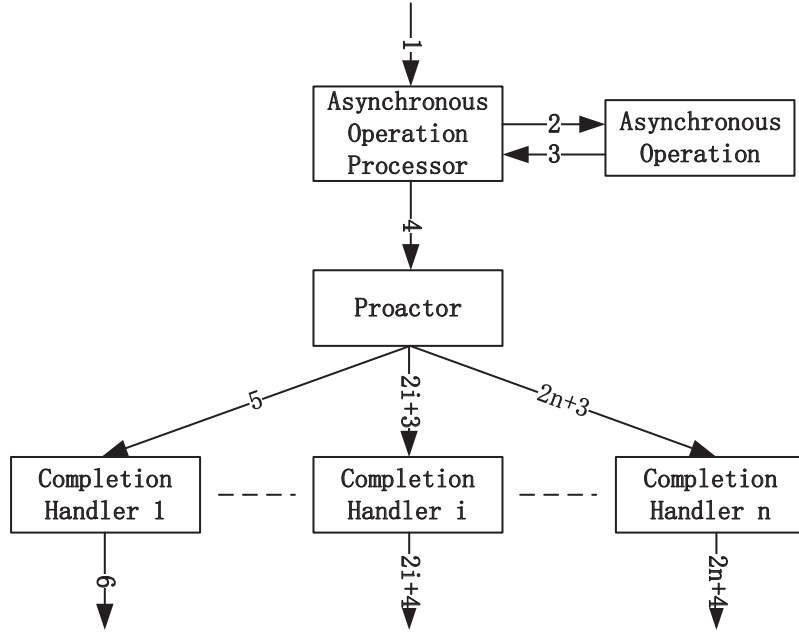 1
Asynchronous
Operation
Processor
2
3
Asynchronous
Operation
4
Proactor
5
2i+3
2n+3
Completion
Handler 1
Completion
Handler i
Completion
Handler n
6
2i+4
2n+4